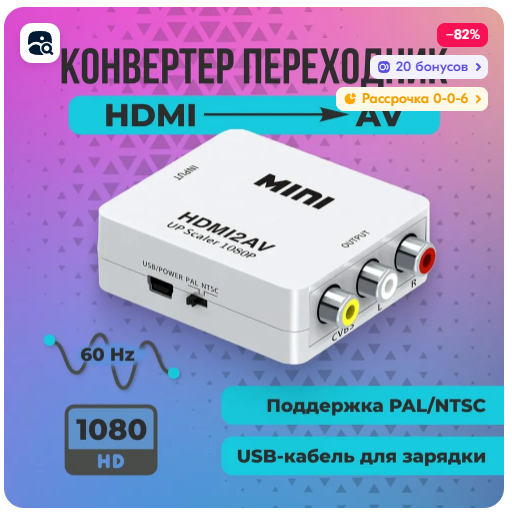 −82%
20 бонусов
Рассрочка 0-0-6
КОНВЕРТЕР ПЕРЕХОДНИК
HDMI AV
INPUT
MINI
HDMI2AV
UP Scaler 1080P
OUTPUT
USB/POWER PAL NTSC
CVBS L R
60 Hz
1080
HD
Поддержка PAL/NTSC
USB-кабель для зарядки